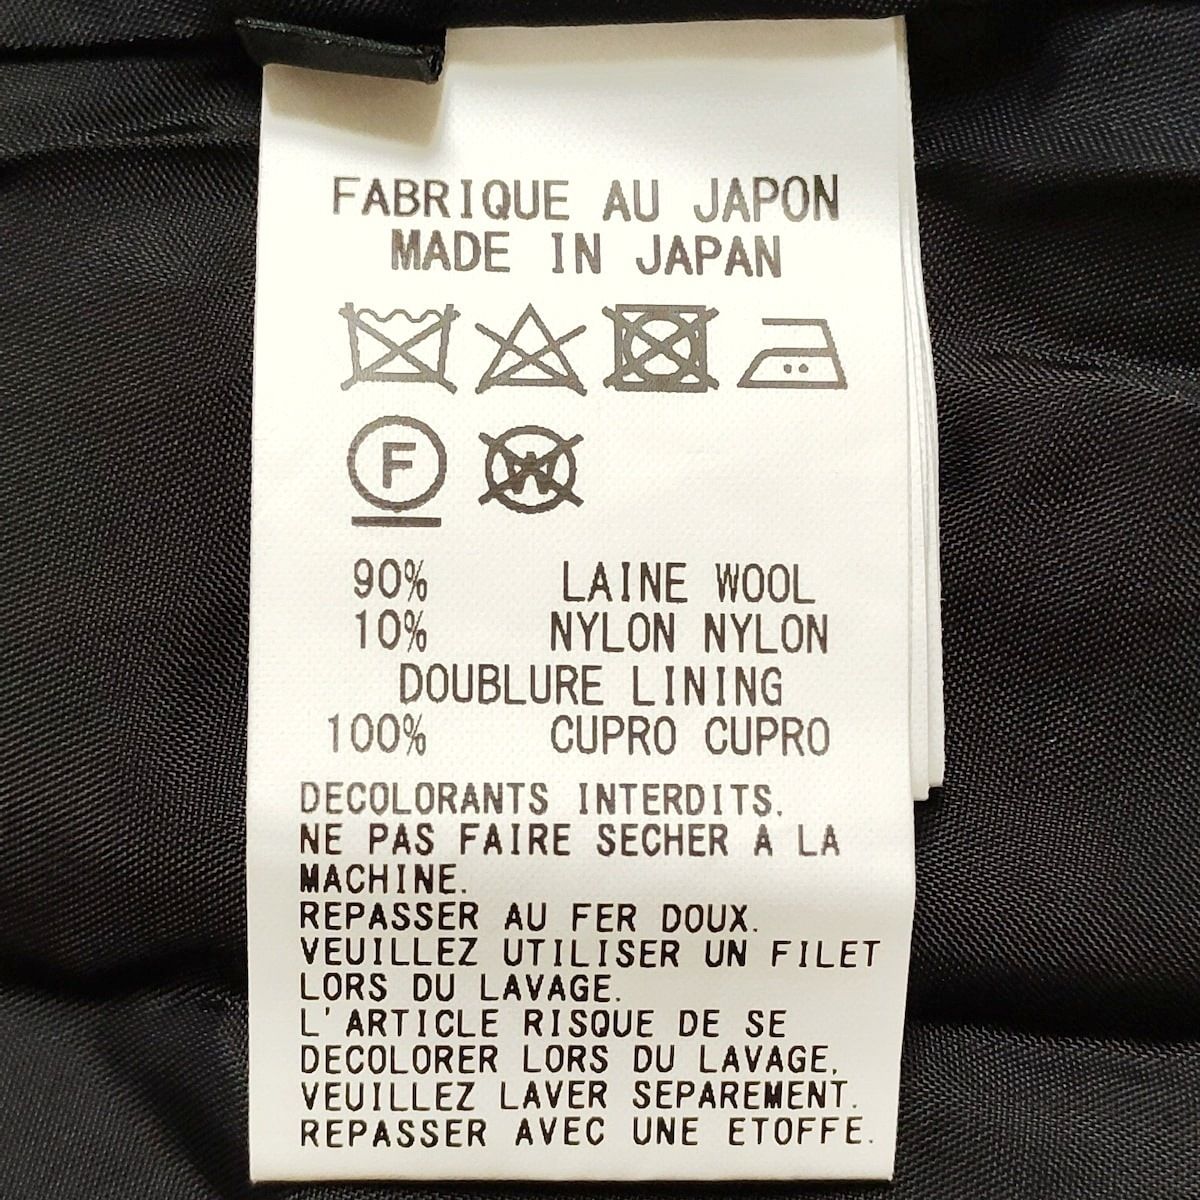 FABRIQUE AU JAPON
MADE IN JAPAN
F W
90% LAINE WOOL
10% NYLON NYLON
DOUBLURE LINING
100% CUPRO CUPRO
DECOLORANTS INTERDITS.
NE PAS FAIRE SECHER A LA
MACHINE.
REPASSER AU FER DOUX.
VEUILLEZ UTILISER UN FILET
LORS DU LAVAGE.
L'ARTICLE RISQUE DE SE
DECOLORER LORS DU LAVAGE,
VEUILLEZ LAVER SEPAREMENT.
REPASSER AVEC UNE ETOFFE.